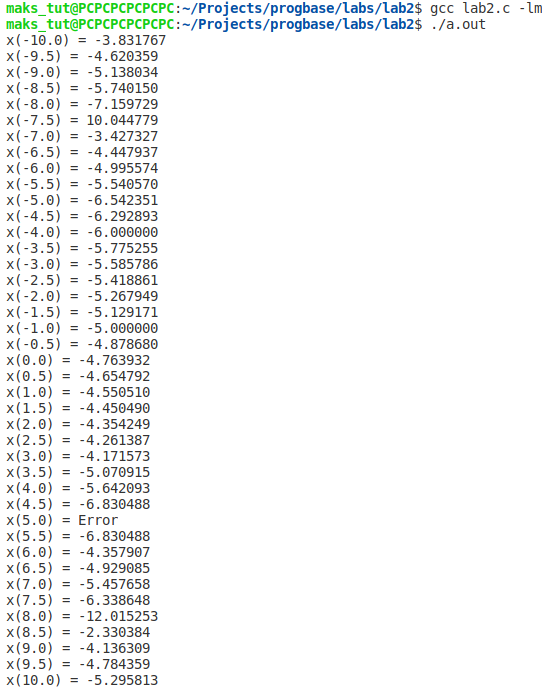 maks_tut@PCPCPCPCPCPC:~/Projects/progbase/labs/lab2$ gcc lab2.c -lm
maks_tut@PCPCPCPCPCPC:~/Projects/progbase/labs/lab2$ ./a.out
x(-10.0) = -3.831767
x(-9.5) = -4.620359
x(-9.0) = -5.138034
x(-8.5) = -5.740150
x(-8.0) = -7.159729
x(-7.5) = 10.044779
x(-7.0) = -3.427327
x(-6.5) = -4.447937
x(-6.0) = -4.995574
x(-5.5) = -5.540570
x(-5.0) = -6.542351
x(-4.5) = -6.292893
x(-4.0) = -6.000000
x(-3.5) = -5.775255
x(-3.0) = -5.585786
x(-2.5) = -5.418861
x(-2.0) = -5.267949
x(-1.5) = -5.129171
x(-1.0) = -5.000000
x(-0.5) = -4.878680
x(0.0) = -4.763932
x(0.5) = -4.654792
x(1.0) = -4.550510
x(1.5) = -4.450490
x(2.0) = -4.354249
x(2.5) = -4.261387
x(3.0) = -4.171573
x(3.5) = -5.070915
x(4.0) = -5.642093
x(4.5) = -6.830488
x(5.0) = Error
x(5.5) = -6.830488
x(6.0) = -4.357907
x(6.5) = -4.929085
x(7.0) = -5.457658
x(7.5) = -6.338648
x(8.0) = -12.015253
x(8.5) = -2.330384
x(9.0) = -4.136309
x(9.5) = -4.784359
x(10.0) = -5.295813